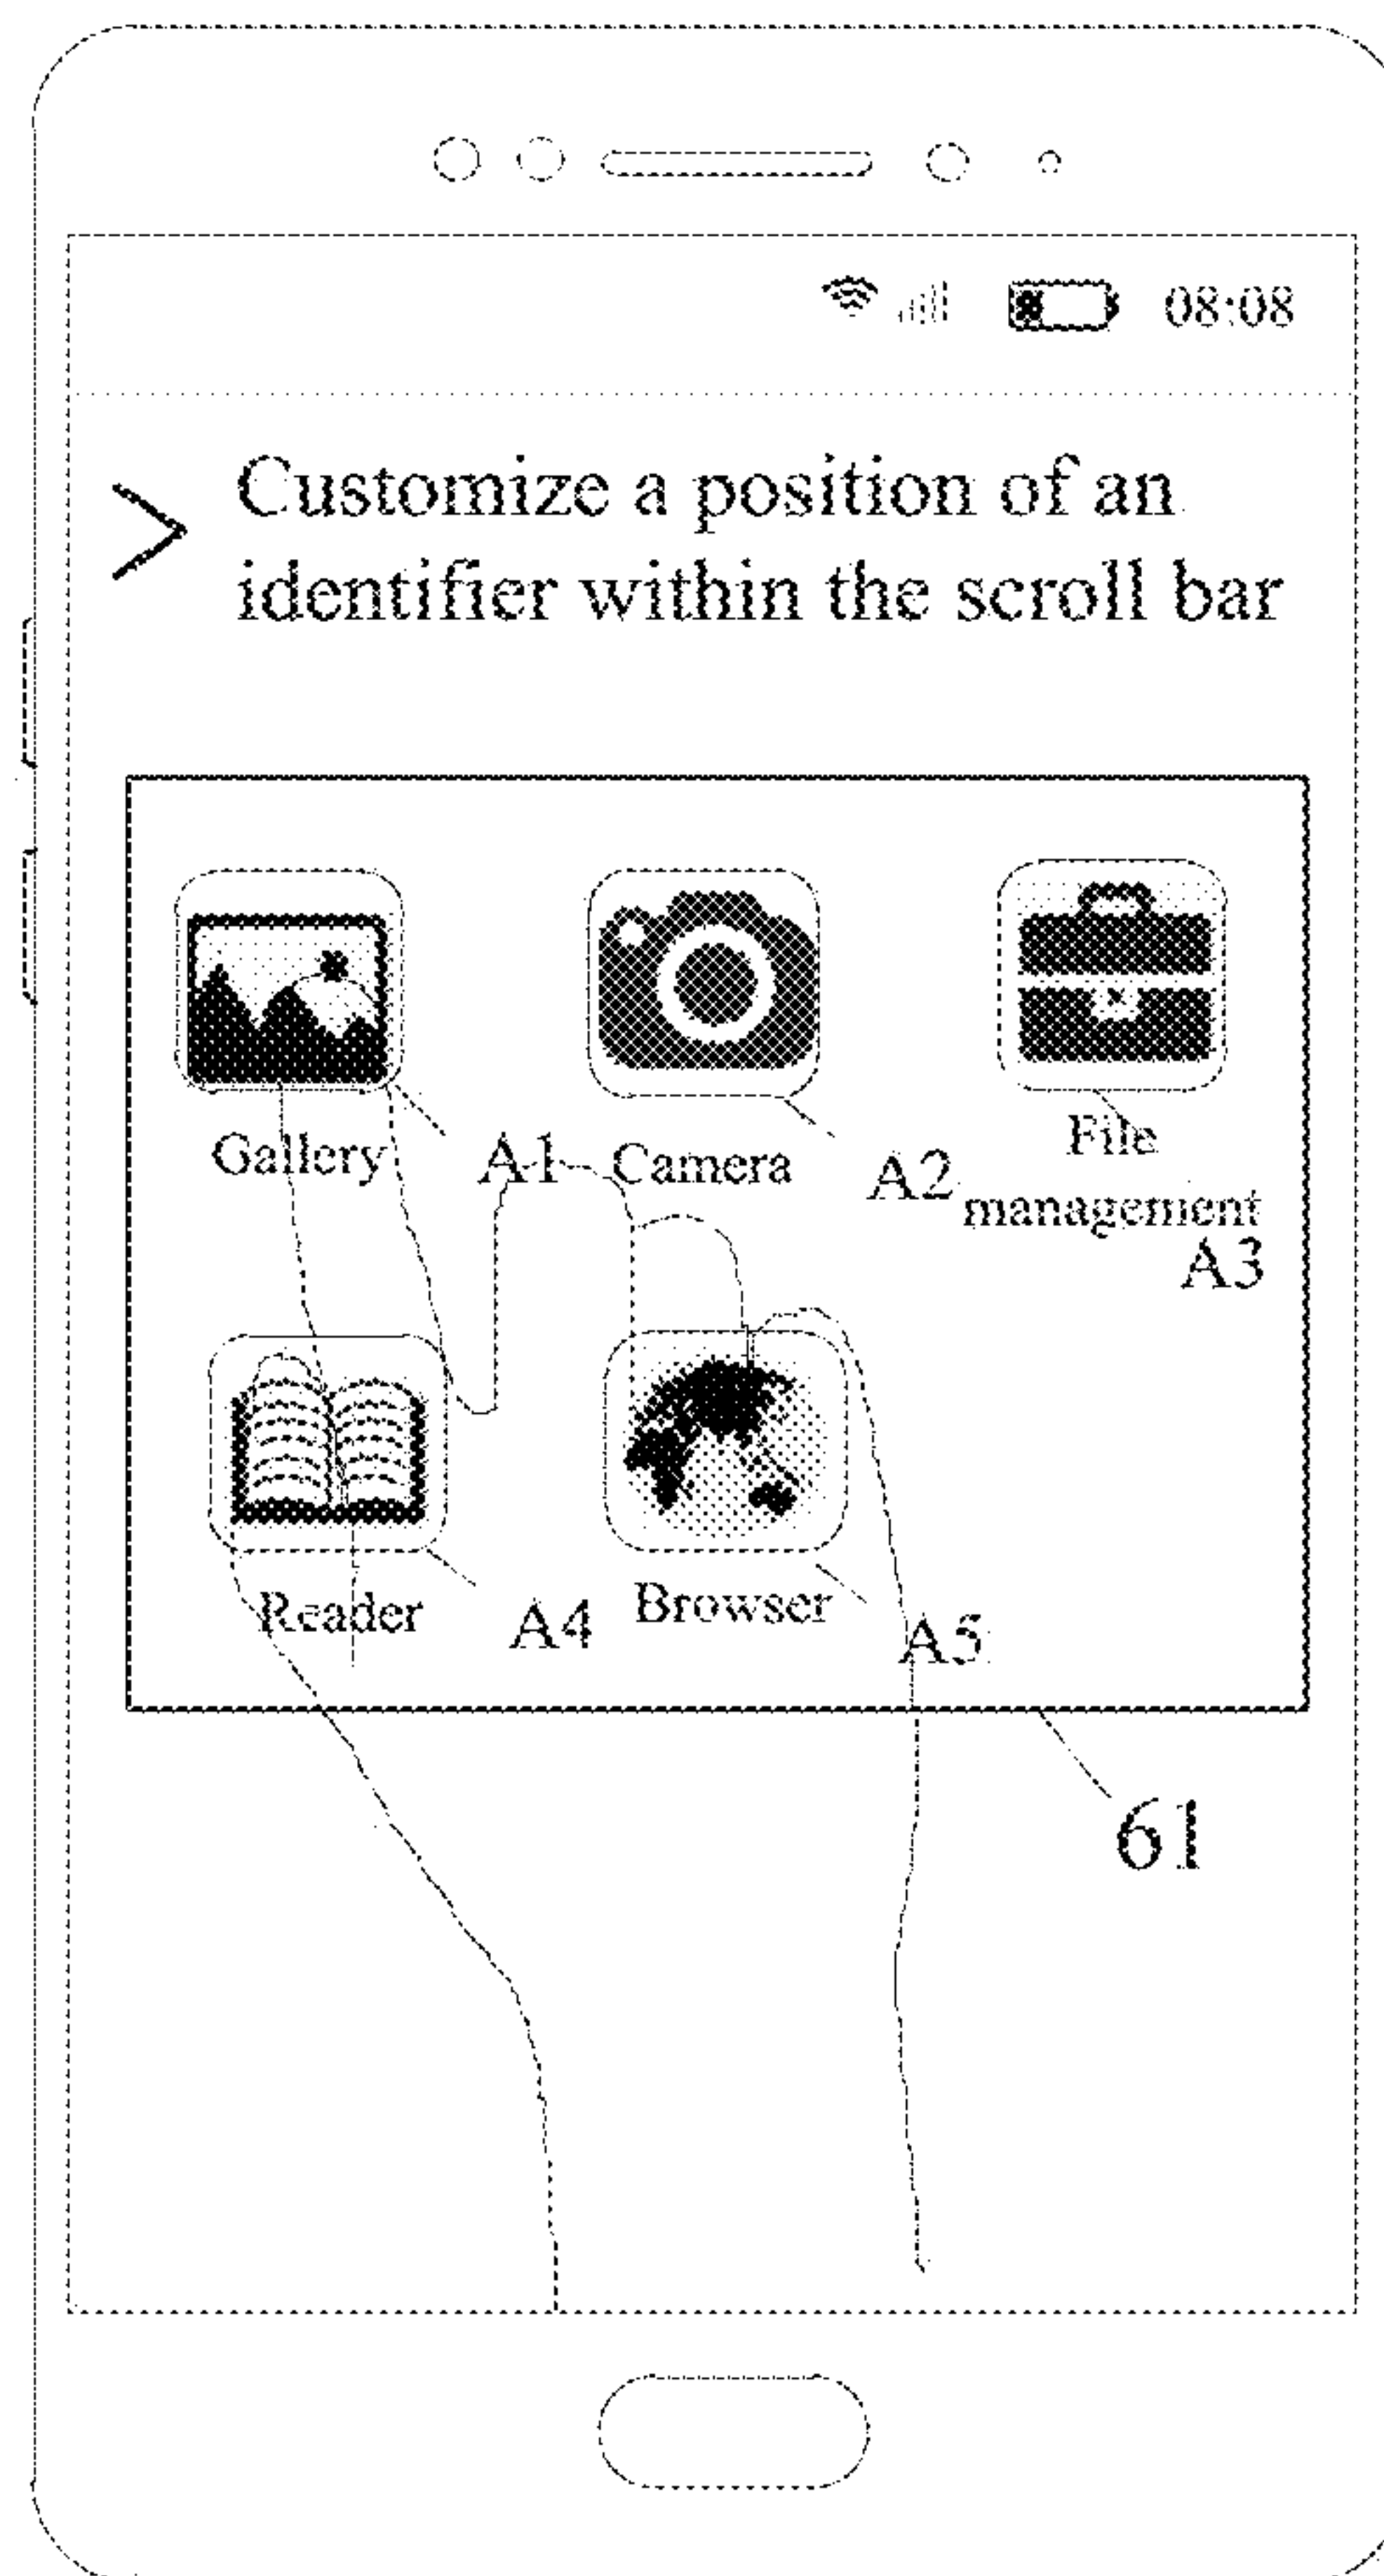 08:08
> Customize a position of an
identifier within the scroll bar
Gallery A1 Camera A2 File
management
A3
Reader A4 Browser A5
61